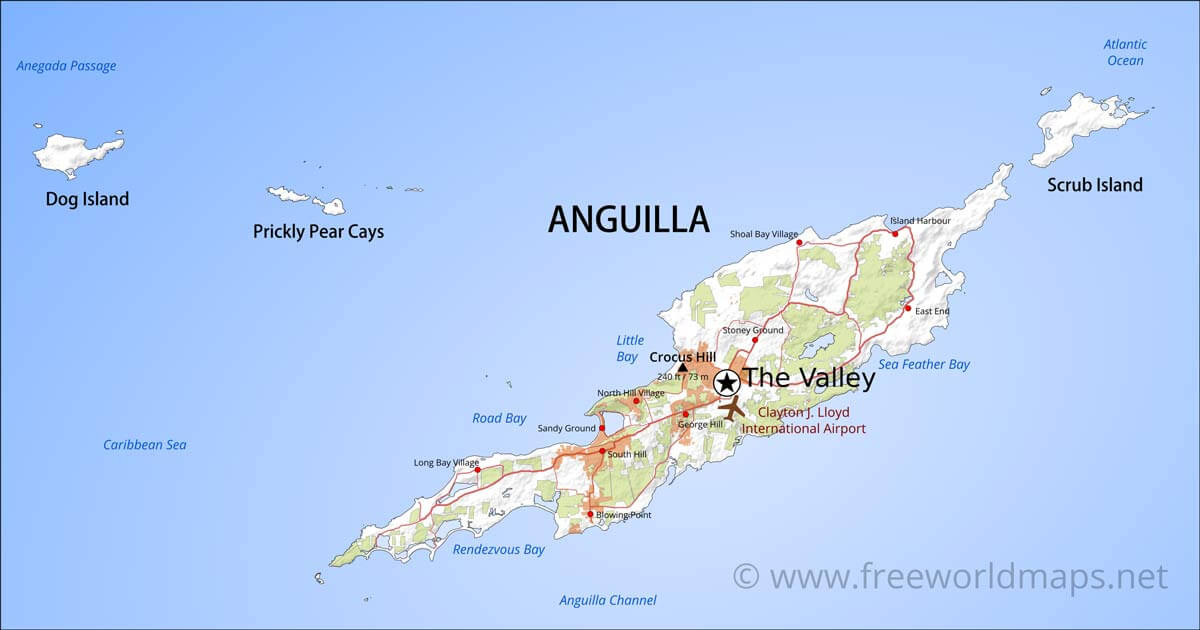 Atlantic
Ocean
Anegada Passage
Dog Island
Scrub Island
Prickly Pear Cays
ANGUILLA
Island Harbour
Shoal Bay Village
East End
Stoney Ground
Little
Bay
Crocus Hill
240 ft / 73 m
Sea Feather Bay
The Valley
North Hill Village
Clayton J. Lloyd
International Airport
Road Bay
Sandy Ground
George Hill
Caribbean Sea
South Hill
Long Bay Village
Blowing Point
Rendezvous Bay
© www.freeworldmaps.net
Anguilla Channel